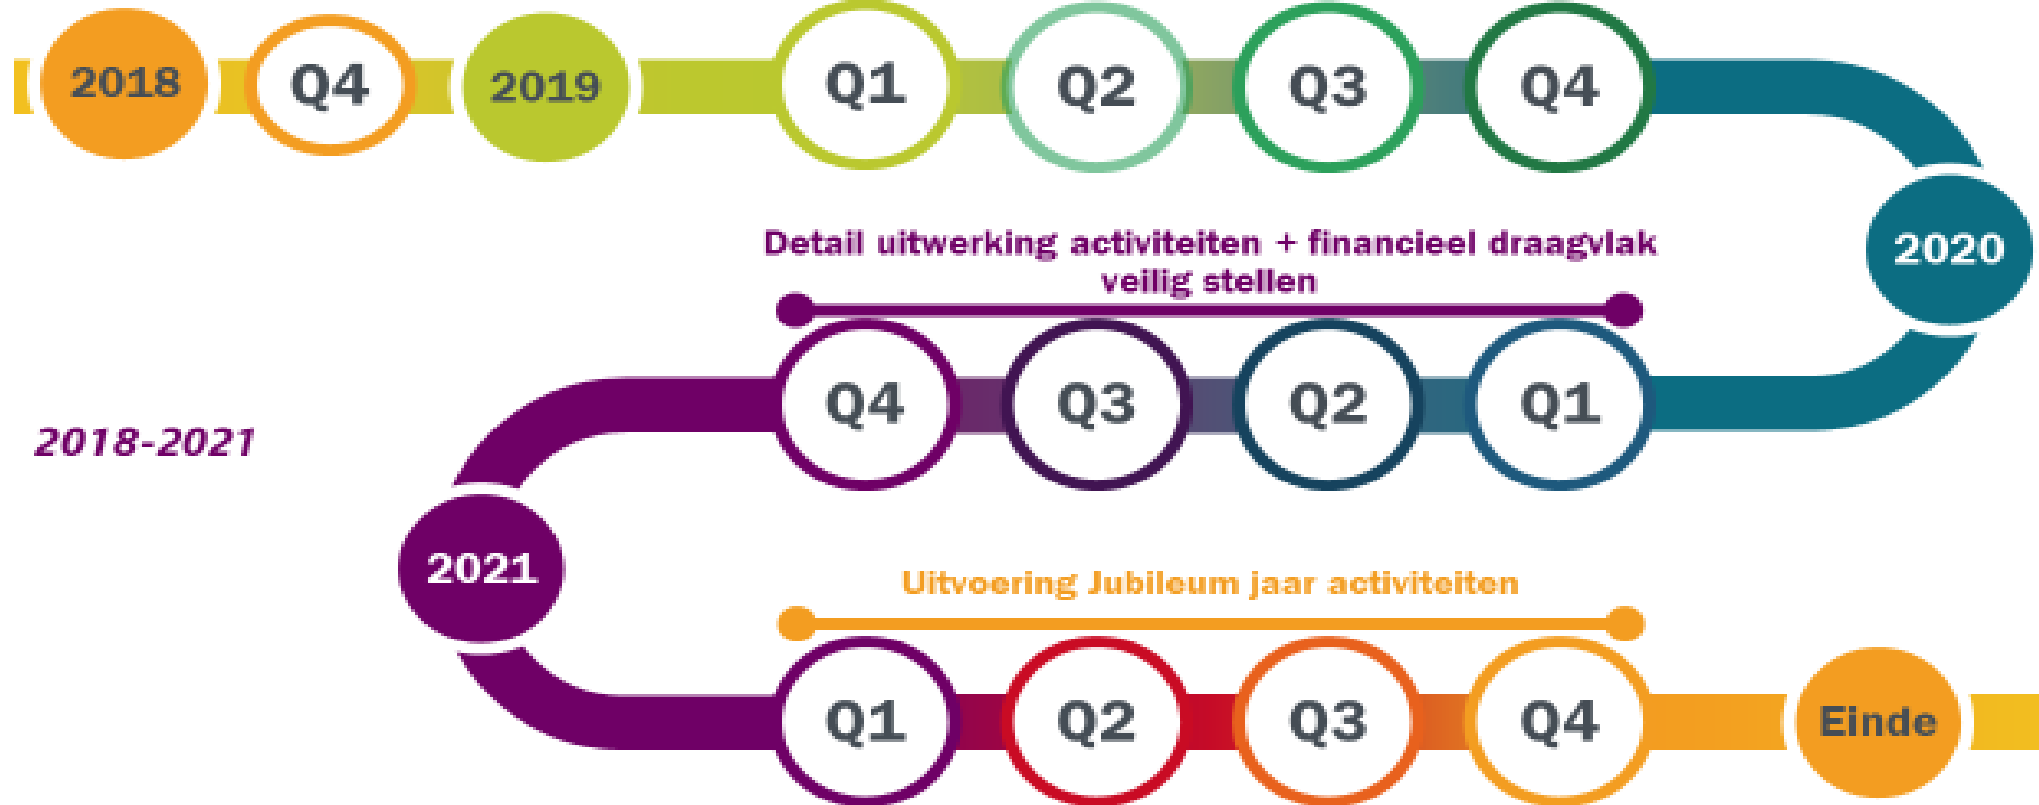 2018
Q4
2019
Q1
Q2
Q3
Q4
2020
Detail uitwerking activiteiten + financieel draagvlak
veilig stellen
Q4
Q3
Q2
Q1
2018-2021
2021
Uitvoering Jubileum jaar activiteiten
Q1
Q2
Q3
Q4
Einde